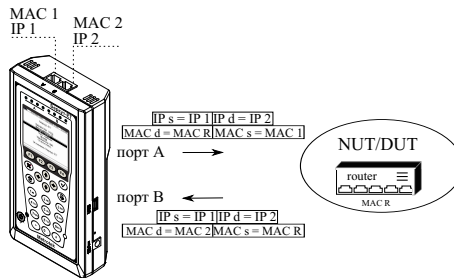 MAC 1 MAC 2
IP 1 IP 2
IP s = IP 1 IP d = IP 2
MAC d = MAC R MAC s = MAC 1
порт А
NUT/DUT
router
MAC R
порт В
IP s = IP 1 IP d = IP 2
MAC d = MAC 2 MAC s = MAC R